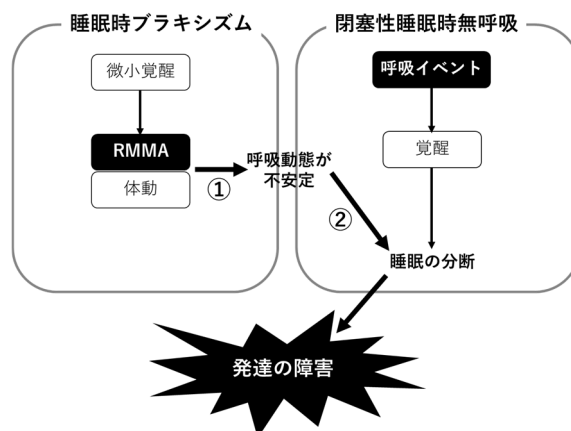 睡眠時ブラキシズム
微小覚醒
RMMA
体動
①
呼吸動態が
不安定
閉塞性睡眠時無呼吸
呼吸イベント
覚醒
②
睡眠の分断
発達の障害